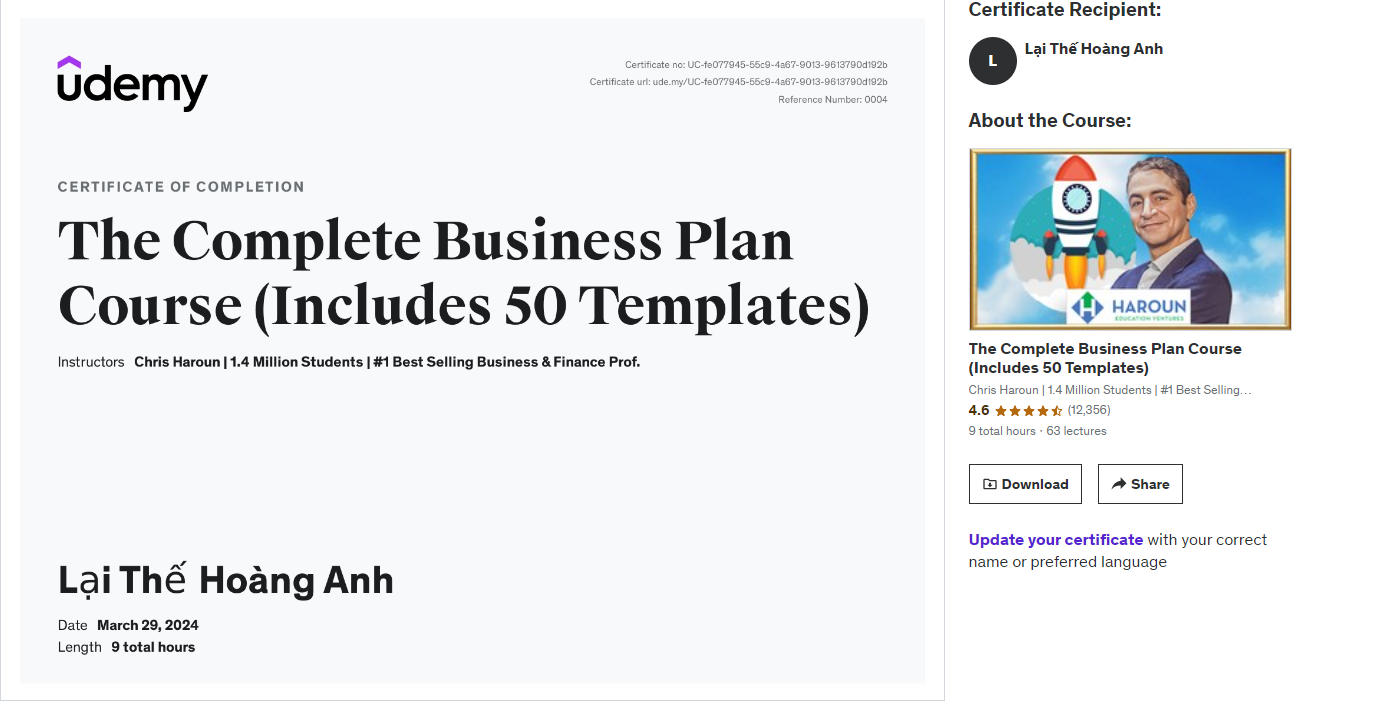 udemy
Certificate no: UC-fe077945-55c9-4a67-9013-9613790d192b
Certificate url: ude.my/UC-fe077945-55c9-4a67-9013-9613790d192b
Reference Number: 0004
CERTIFICATE OF COMPLETION
The Complete Business Plan
Course (Includes 50 Templates)
Instructors Chris Haroun | 1.4 Million Students | #1 Best Selling Business & Finance Prof.
Lại Thế Hoàng Anh
Date March 29, 2024
Length 9 total hours
Certificate Recipient:
L
Lại Thế Hoàng Anh
About the Course:
HAROUN
EDUCATION VENTURES
The Complete Business Plan Course
(Includes 50 Templates)
Chris Haroun | 1.4 Million Students | #1 Best Selling…
4.6 (12,356)
9 total hours · 63 lectures
Download Share
Update your certificate with your correct
name or preferred language